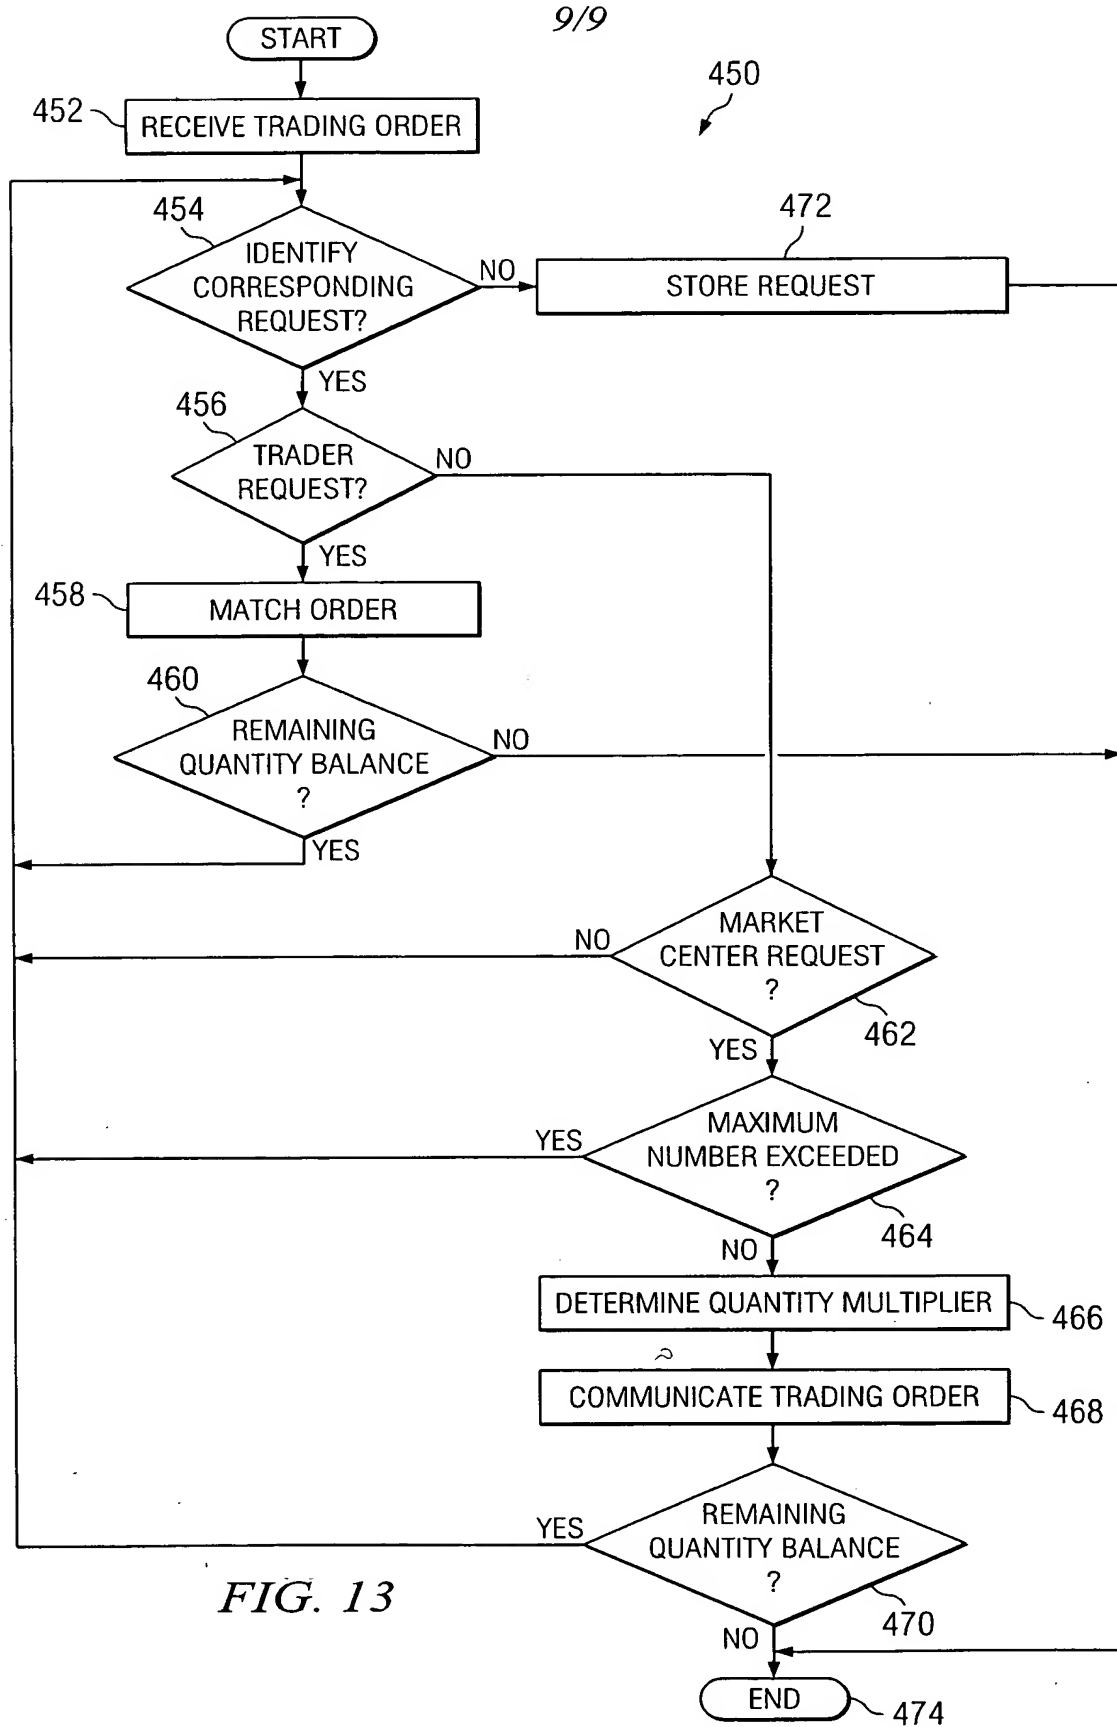 9/9
START
450
452
RECEIVE TRADING ORDER
454
IDENTIFY
CORRESPONDING
REQUEST?
NO
472
STORE REQUEST
YES
456
TRADER
REQUEST?
NO
YES
458
MATCH ORDER
460
REMAINING
QUANTITY BALANCE
?
NO
YES
MARKET
CENTER REQUEST
?
NO
462
YES
MAXIMUM
NUMBER EXCEEDED
?
YES
464
NO
DETERMINE QUANTITY MULTIPLIER
466
COMMUNICATE TRADING ORDER
468
REMAINING
QUANTITY BALANCE
?
YES
470
NO
FIG. 13
END
474